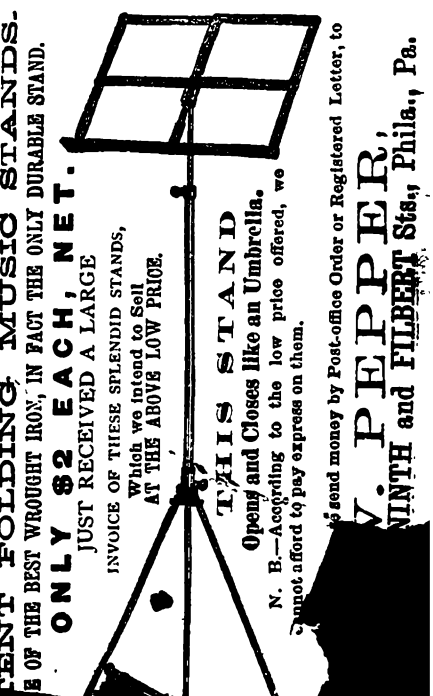 TENT FOLDING MUSIC STANDS.
E OF THE BEST WROUGHT IRON, IN FACT THE ONLY DURABLE STAND.
ONLY $2 EACH, NET.
JUST RECEIVED A LARGE
INVOICE OF THESE SPLENDID STANDS,
Which we Intend to Sell
AT THE ABOVE LOW PRICE.
THIS STAND
Opens and Closes like an Umbrella.
N. B.—According to the low price offered, we
cannot afford to pay express on them.
send money by Post-office Order or Registered Letter, to
. PEPPER,
NINTH and FILBERT Sts., Phila., Pa.